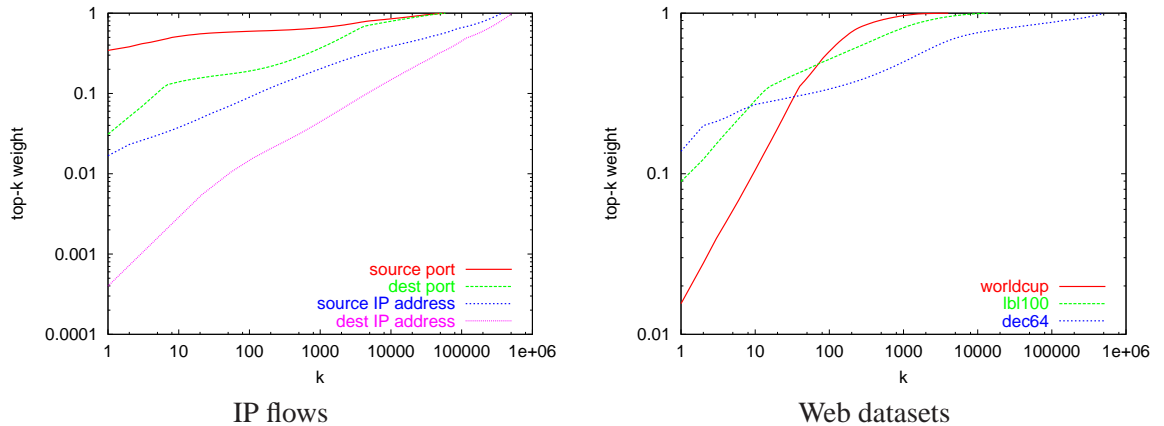 1
0.1
0.01
0.001
0.0001
1 10 100 1000 10000 100000 1e+06
top-k weight
k
source port
dest port
source IP address
dest IP address
IP flows
1
0.1
0.01
1 10 100 1000 10000 100000 1e+06
top-k weight
k
worldcup
lbl100
dec64
Web datasets